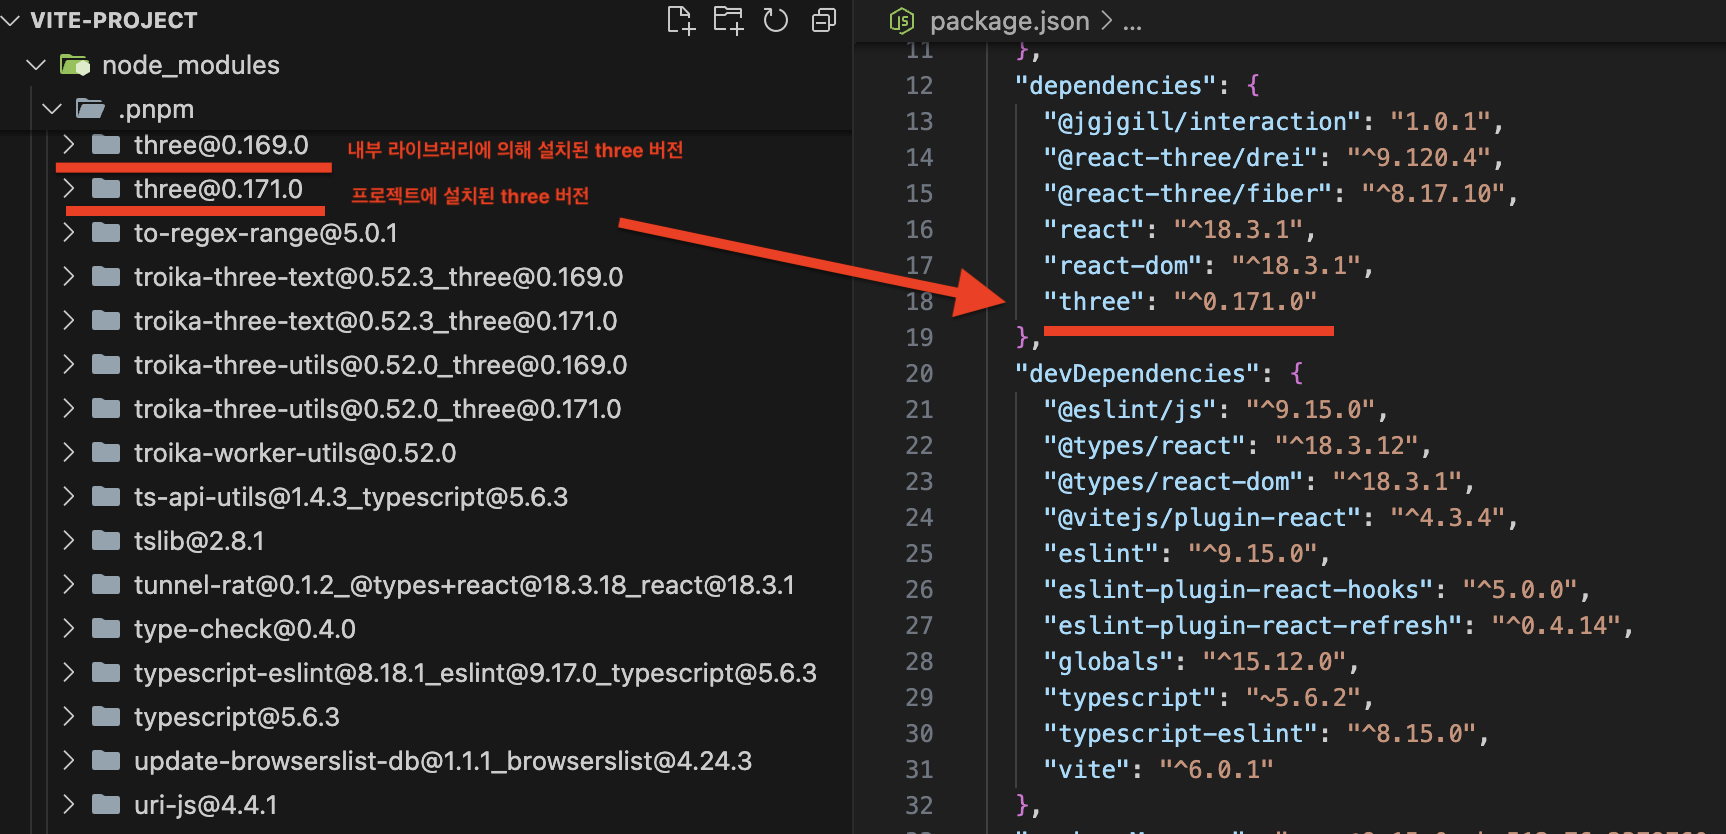 VITE-PROJECT
node_modules
.pnpm
three@0.169.0
내부 라이브러리에 의해 설치된 three 버전
three@0.171.0
프로젝트에 설치된 three 버전
to-regex-range@5.0.1
troika-three-text@0.52.3_three@0.169.0
troika-three-text@0.52.3_three@0.171.0
troika-three-utils@0.52.0_three@0.169.0
troika-three-utils@0.52.0_three@0.171.0
troika-worker-utils@0.52.0
ts-api-utils@1.4.3_typescript@5.6.3
tslib@2.8.1
tunnel-rat@0.1.2_@types+react@18.3.18_react@18.3.1
type-check@0.4.0
typescript-eslint@8.18.1_eslint@9.17.0_typescript@5.6.3
typescript@5.6.3
update-browserslist-db@1.1.1_browserslist@4.24.3
uri-js@4.4.1
package.json > ...
11 },
12 "dependencies": {
13 "@jgjgill/interaction": "1.0.1",
14 "@react-three/drei": "^9.120.4",
15 "@react-three/fiber": "^8.17.10",
16 "react": "^18.3.1",
17 "react-dom": "^18.3.1",
18 "three": "^0.171.0"
19 },
20 "devDependencies": {
21 "@eslint/js": "^9.15.0",
22 "@types/react": "^18.3.12",
23 "@types/react-dom": "^18.3.1",
24 "@vitejs/plugin-react": "^4.3.4",
25 "eslint": "^9.15.0",
26 "eslint-plugin-react-hooks": "^5.0.0",
27 "eslint-plugin-react-refresh": "^0.4.14",
28 "globals": "^15.12.0",
29 "typescript": "~5.6.2",
30 "typescript-eslint": "^8.15.0",
31 "vite": "^6.0.1"
32 },